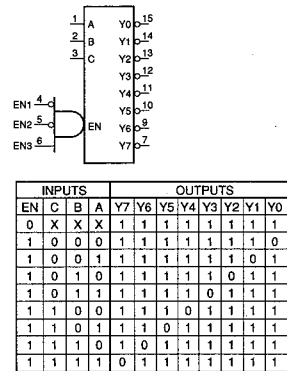 1 A Y0 15
2 B Y1 14
3 C Y2 13
Y3 12
Y4 11
EN1 4 Y5 10
EN2 5 EN Y6 9
EN3 6 Y7 7
INPUTS OUTPUTS
EN C B A Y7 Y6 Y5 Y4 Y3 Y2 Y1 Y0
0 X X X 1 1 1 1 1 1 1 1
1 0 0 0 1 1 1 1 1 1 1 0
1 0 0 1 1 1 1 1 1 1 0 1
1 0 1 0 1 1 1 1 1 0 1 1
1 0 1 1 1 1 1 1 0 1 1 1
1 1 0 0 1 1 1 0 1 1 1 1
1 1 0 1 1 1 0 1 1 1 1 1
1 1 1 0 1 0 1 1 1 1 1 1
1 1 1 1 0 1 1 1 1 1 1 1